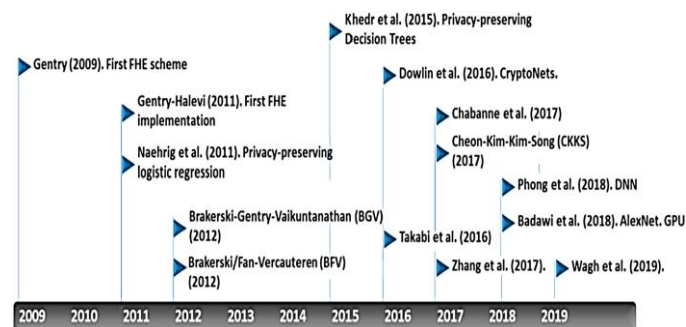 Khedr et al. (2015). Privacy-preserving
Decision Trees
Gentry (2009). First FHE scheme
Dowlin et al. (2016). CryptoNets.
Gentry-Halevi (2011). First FHE
implementation
Chabanne et al. (2017)
Cheon-Kim-Kim-Song (CKKS)
(2017)
Naehrig et al. (2011). Privacy-preserving
logistic regression
Phong et al. (2018). DNN
Brakerski-Gentry-Vaikuntanathan (BGV)
(2012)
Badawi et al. (2018). AlexNet. GPU
Takabi et al. (2016)
Brakerski/Fan-Vercauteren (BFV)
(2012)
Zhang et al. (2017).
Wagh et al. (2019).
2009 2010 2011 2012 2013 2014 2015 2016 2017 2018 2019